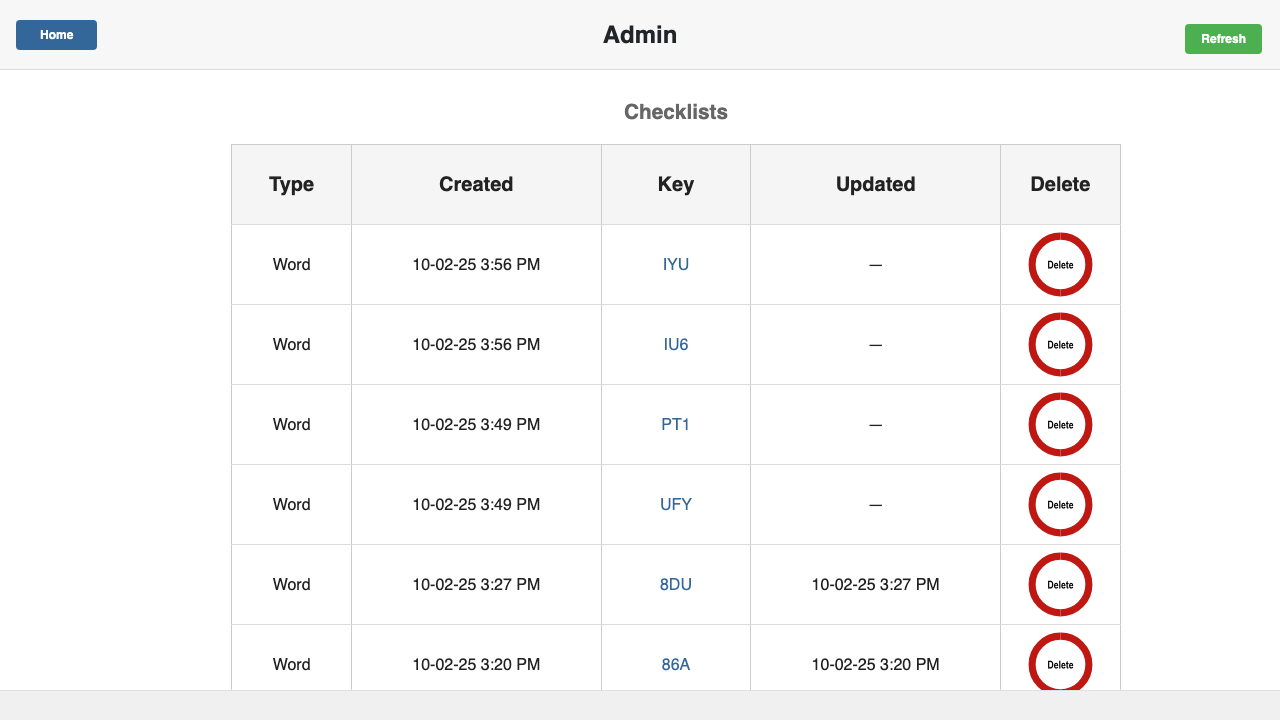 Home
Admin
Refresh
Checklists
Type Created Key Updated Delete
Word 10-02-25 3:56 PM IYU — Delete
Word 10-02-25 3:56 PM IU6 — Delete
Word 10-02-25 3:49 PM PT1 — Delete
Word 10-02-25 3:49 PM UFY — Delete
Word 10-02-25 3:27 PM 8DU 10-02-25 3:27 PM Delete
Word 10-02-25 3:20 PM 86A 10-02-25 3:20 PM Delete